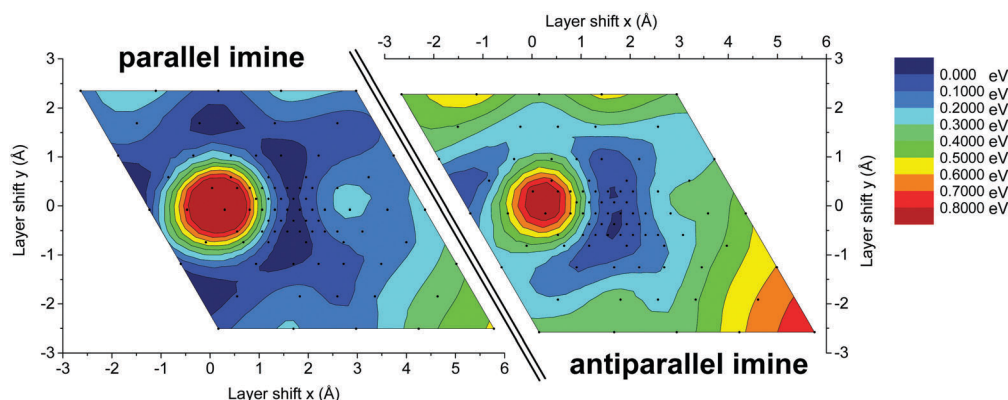 Layer shift x (Å)
-3 -2 -1 0 1 2 3 4 5 6
parallel imine
3
2
1
0
-1
-2
-3
Layer shift y (Å)
-3 -2 -1 0 1 2 3 4 5 6
Layer shift x (Å)
3
2
1
0
-1
-2
-3
Layer shift y (Å)
antiparallel imine
0.000 eV
0.1000 eV
0.2000 eV
0.3000 eV
0.4000 eV
0.5000 eV
0.6000 eV
0.7000 eV
0.8000 eV